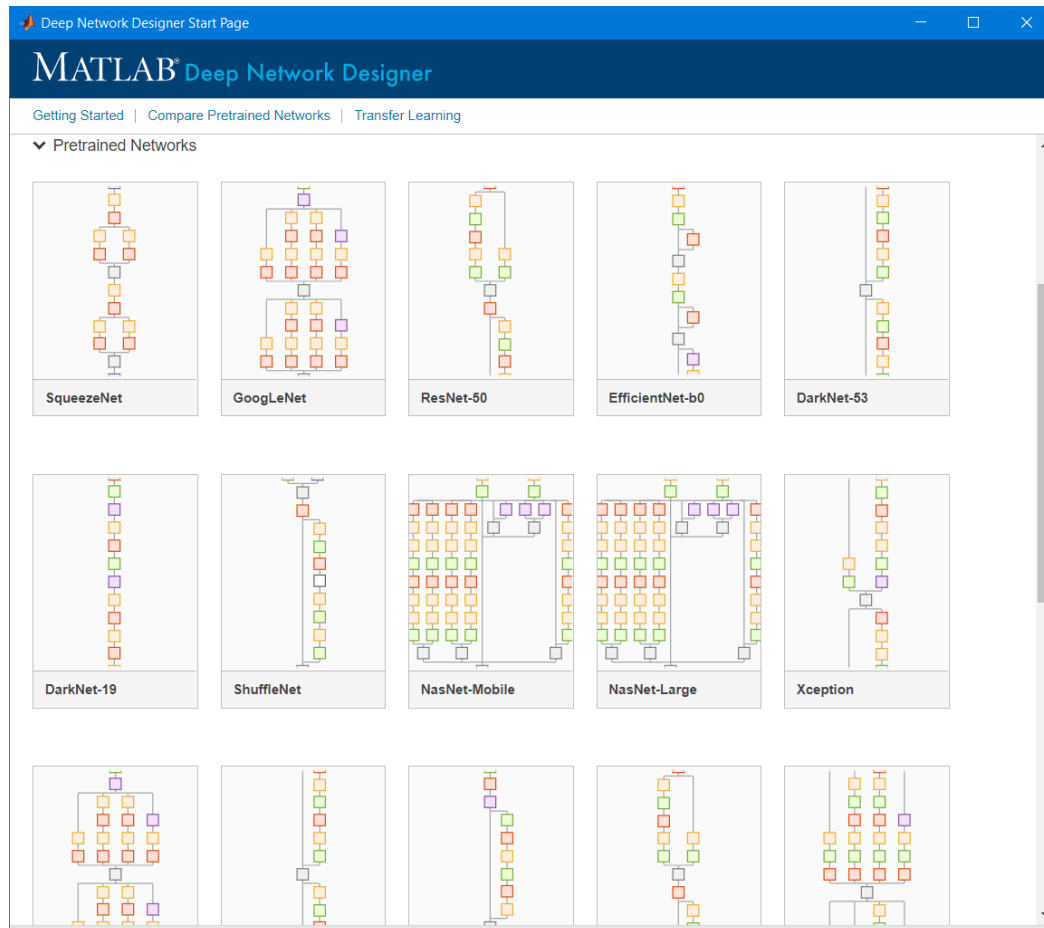 Deep Network Designer Start Page
MATLAB® Deep Network Designer
Getting Started | Compare Pretrained Networks | Transfer Learning
Pretrained Networks
SqueezeNet GoogLeNet ResNet-50 EfficientNet-b0 DarkNet-53
DarkNet-19 ShuffleNet NasNet-Mobile NasNet-Large Xception